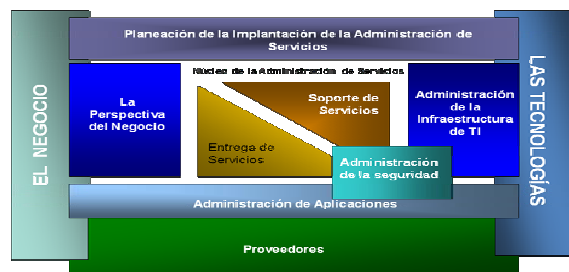 Planeación de la Implantación de la Administración de
Servicios
EL NEGOCIO
LAS TECNOLOGÍAS
Núcleo de la Administración de Servicios
La
Perspectiva
del Negocio
Soporte de
Servicios
Entrega de
Servicios
Administración
de la
Infraestructura
de TI
Administración
de la seguridad
Administración de Aplicaciones
Proveedores